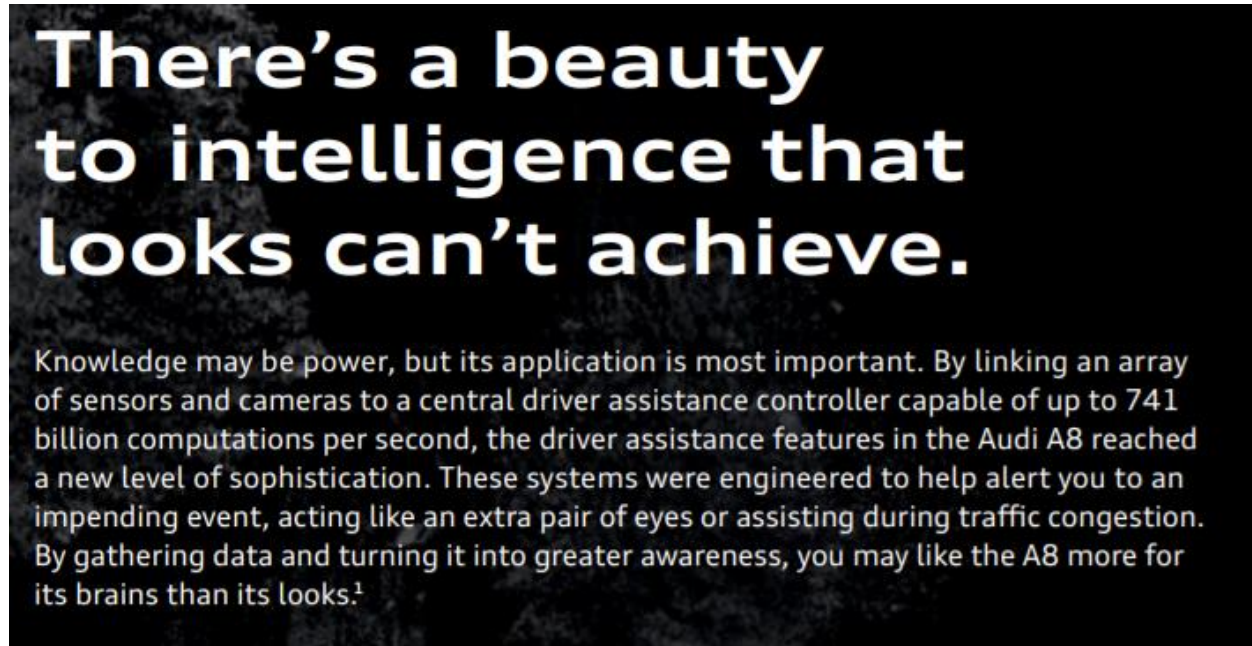 There’s a beauty
to intelligence that
looks can’t achieve.
Knowledge may be power, but its application is most important. By linking an array
of sensors and cameras to a central driver assistance controller capable of up to 741
billion computations per second, the driver assistance features in the Audi A8 reached
a new level of sophistication. These systems were engineered to help alert you to an
impending event, acting like an extra pair of eyes or assisting during traffic congestion.
By gathering data and turning it into greater awareness, you may like the A8 more for
its brains than its looks.¹